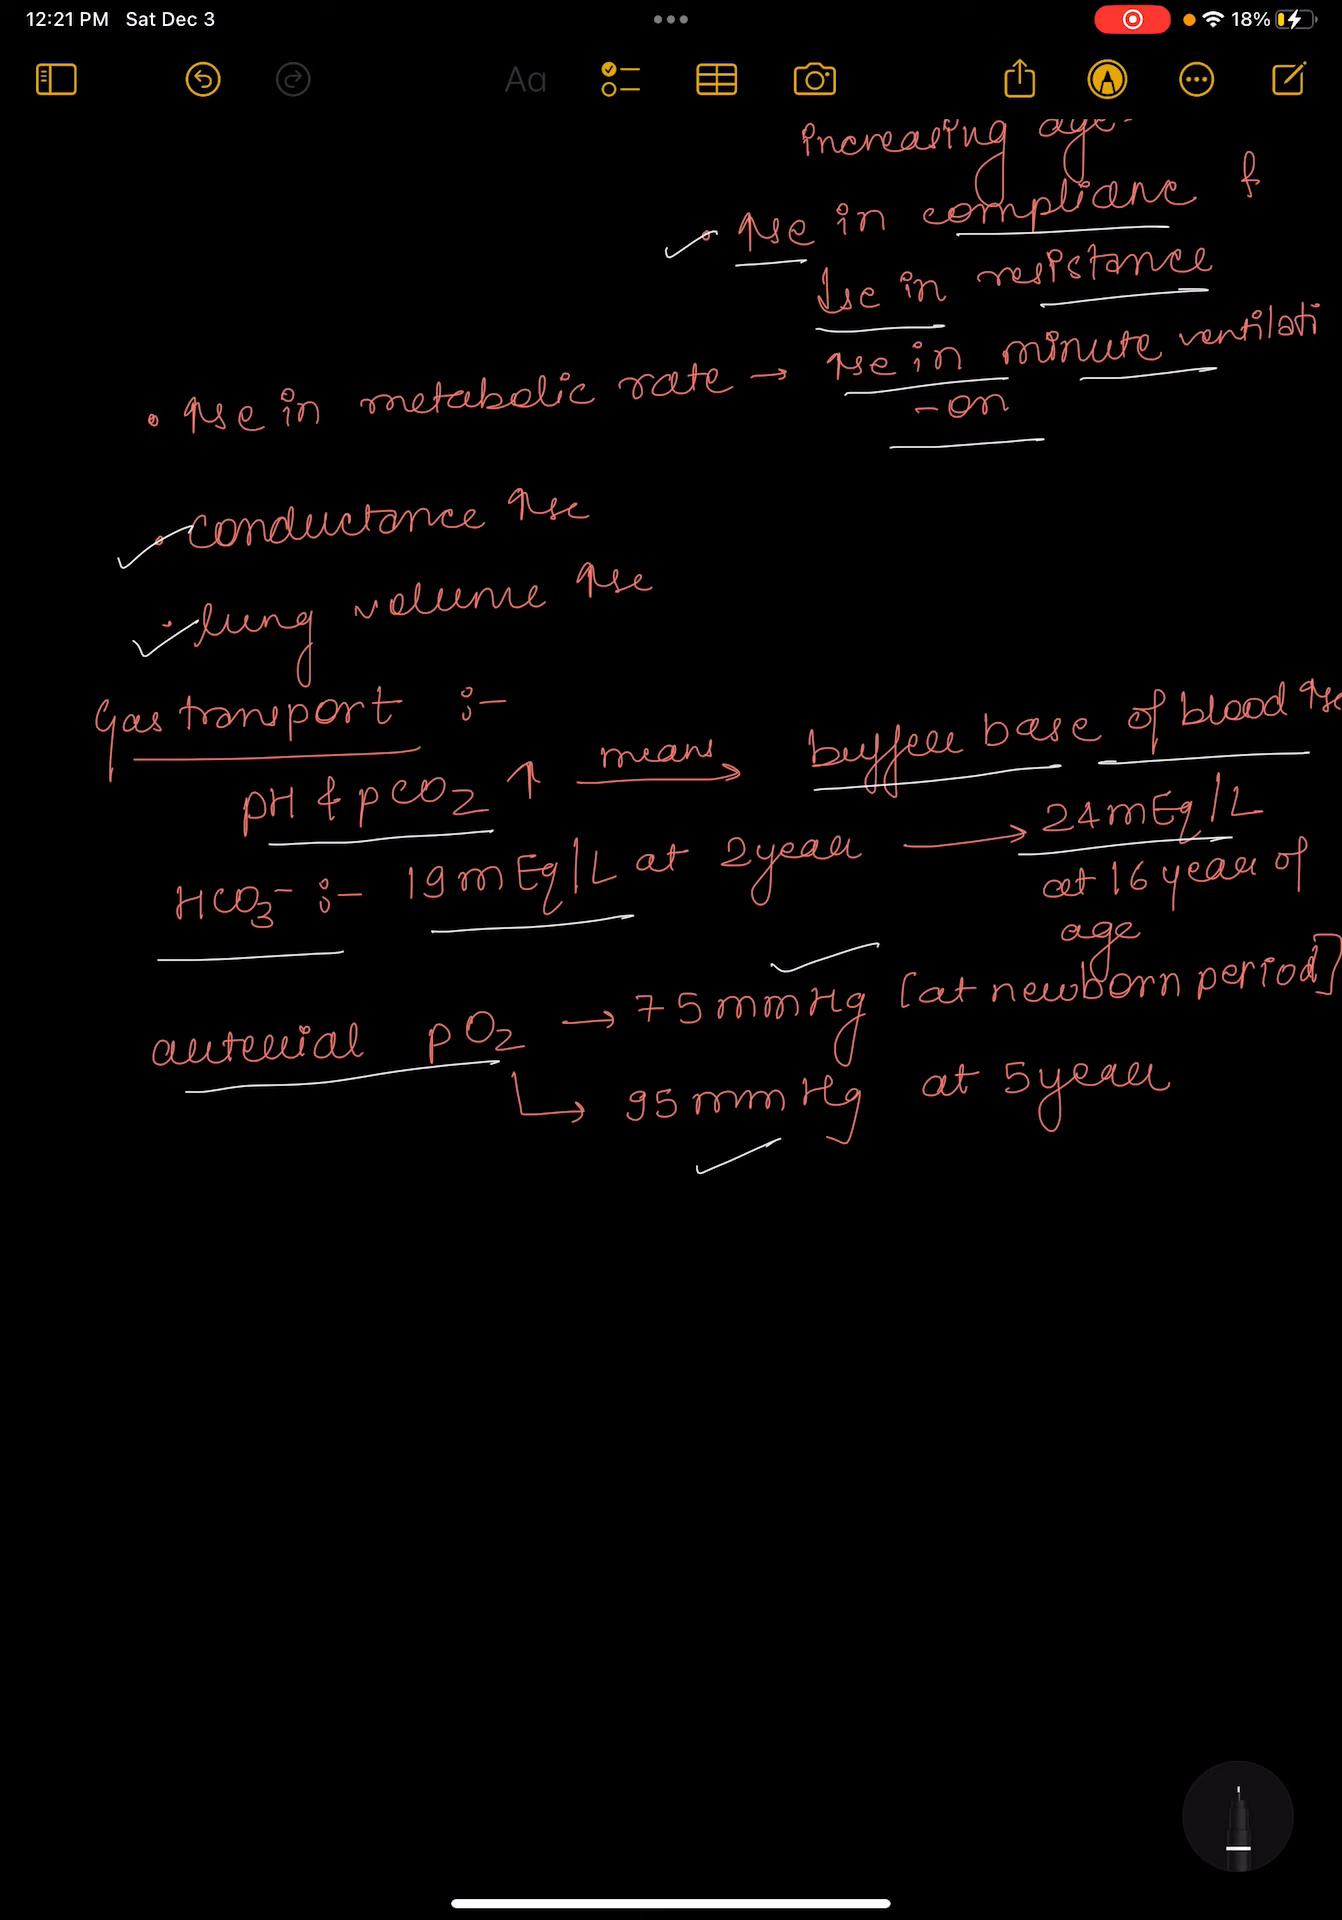 12:21 PM Sat Dec 3
18%
Aa
increasing age.
• ↑se in complianc &
↓se in resistance
• ↑se in metabolic rate → ↑se in minute ventilati
-on
• conductance ↑se
• lung volume ↑se
Gas transport :-
pH & pCO2 ↑ means → buffer base of blood ↑se
HCO3⁻ :- 19mEq/L at 2year → 24mEq/L
at 16 year of
age
arterial pO2 → 75mmHg [at newborn period]
↳ 95mmHg at 5year